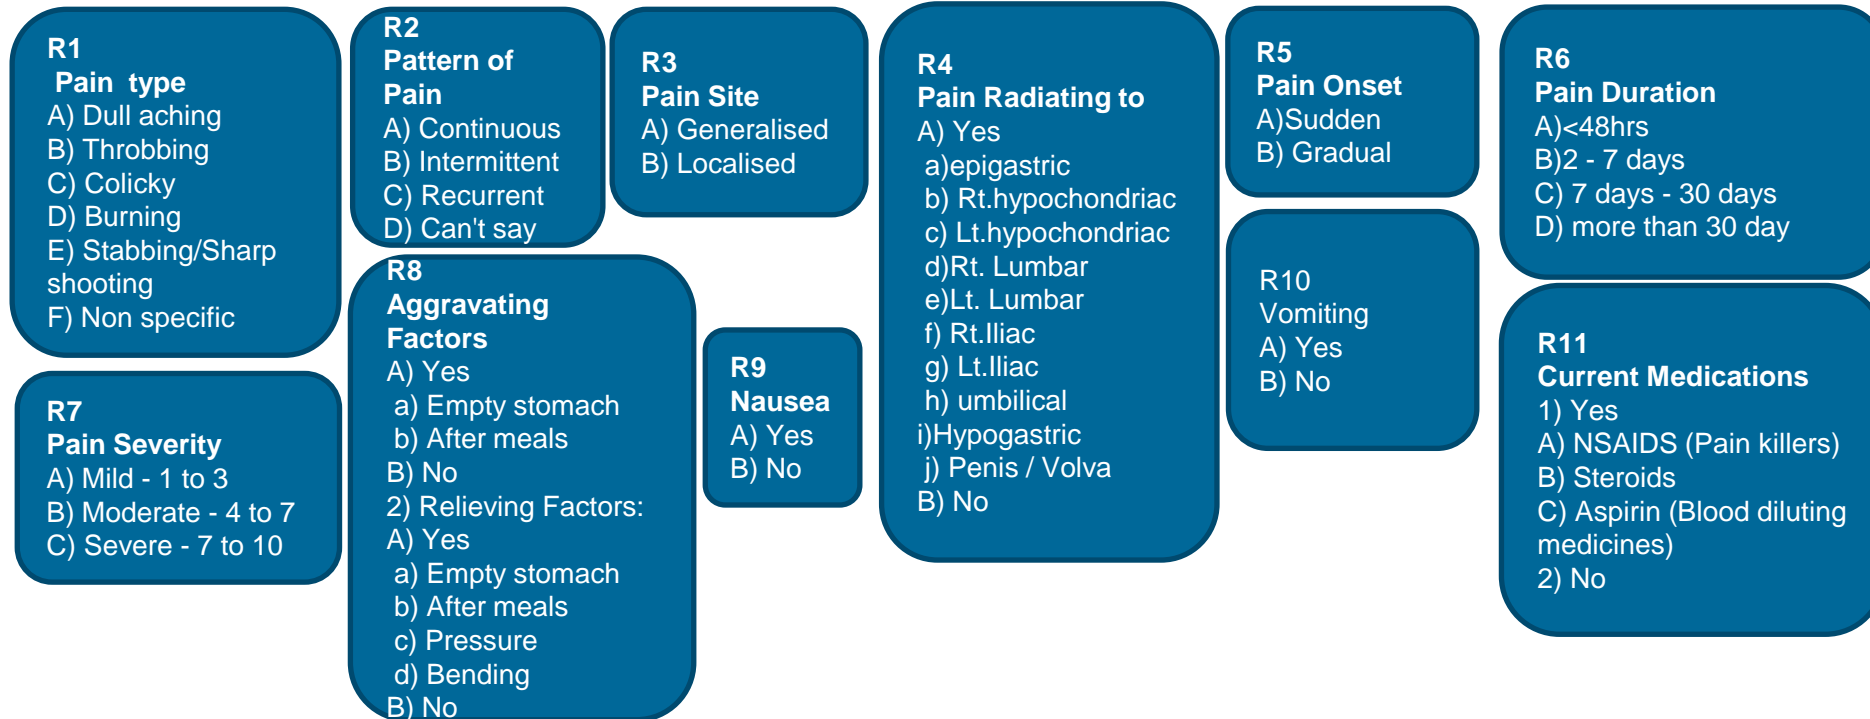 R1
Pain type
A) Dull aching
B) Throbbing
C) Colicky
D) Burning
E) Stabbing/Sharp
shooting
F) Non specific
R2
Pattern of
Pain
A) Continuous
B) Intermittent
C) Recurrent
D) Can't say
R3
Pain Site
A) Generalised
B) Localised
R4
Pain Radiating to
A) Yes
a)epigastric
b) Rt.hypochondriac
c) Lt.hypochondriac
d)Rt. Lumbar
e)Lt. Lumbar
f) Rt.Iliac
g) Lt.Iliac
h) umbilical
i)Hypogastric
j) Penis / Volva
B) No
R5
Pain Onset
A)Sudden
B) Gradual
R6
Pain Duration
A)<48hrs
B)2 - 7 days
C) 7 days - 30 days
D) more than 30 day
R7
Pain Severity
A) Mild - 1 to 3
B) Moderate - 4 to 7
C) Severe - 7 to 10
R8
Aggravating
Factors
A) Yes
a) Empty stomach
b) After meals
B) No
2) Relieving Factors:
A) Yes
a) Empty stomach
b) After meals
c) Pressure
d) Bending
B) No
R9
Nausea
A) Yes
B) No
R10
Vomiting
A) Yes
B) No
R11
Current Medications
1) Yes
A) NSAIDS (Pain killers)
B) Steroids
C) Aspirin (Blood diluting
medicines)
2) No